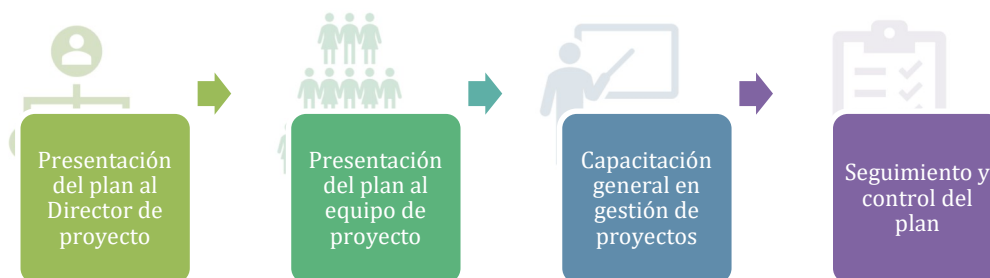 Presentación
del plan al
Director de
proyecto
Presentación
del plan al
equipo de
proyecto
Capacitación
general en
gestión de
proyectos
Seguimiento y
control del
plan